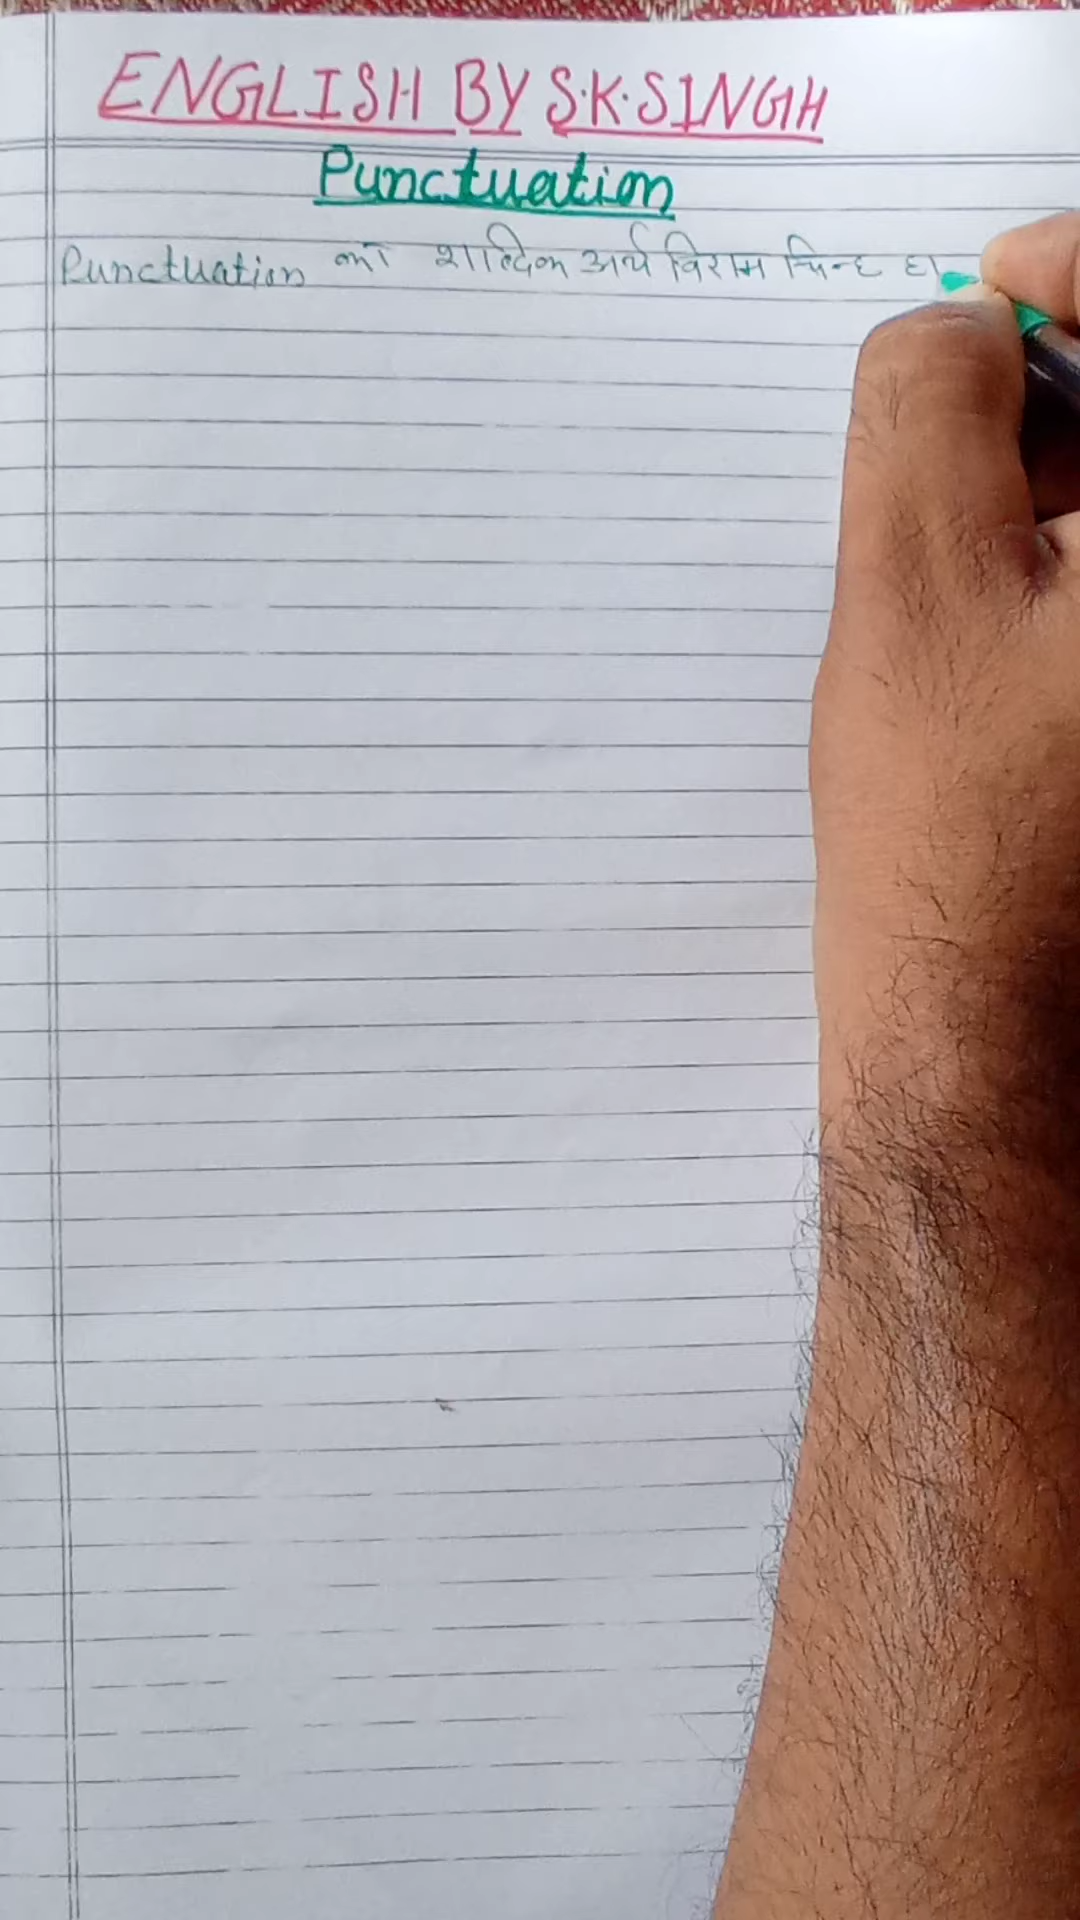 ENGLISH BY S.K.SINGH
Punctuation
Punctuation का शाब्दिक अर्थ विराम चिन्ह